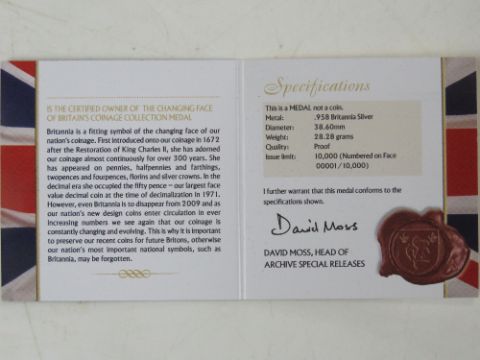 IS THE CERTIFIED OWNER OF THE CHANGING FACE
OF BRITAIN'S COINAGE COLLECTION MEDAL
Britannia is a fitting symbol of the changing face of our
nation's coinage. First introduced onto our coinage in 1672
after the Restoration of King Charles II, she has adorned
our coinage almost continuously for over 300 years. She
has appeared on pennies, halfpennies and farthings,
twopences and fourpences, florins and silver crowns. In the
decimal era she occupied the fifty pence – our largest face
value decimal coin at the time of decimalization in 1971.
However, even Britannia is to disappear from 2009 and as
our nation's new design coins enter circulation in ever
increasing numbers we see again that our coinage is
constantly changing and evolving. This is why it is important
to preserve our recent coins for future Britons, otherwise
our nation's most important national symbols, such as
Britannia, may be forgotten.
Specifications
This is a MEDAL not a coin.
Metal: .958 Britannia Silver
Diameter: 38.60mm
Weight: 28.28 grams
Quality: Proof
Issue limit: 10,000 (Numbered on Face
00001/10,000)
I further warrant that this medal conforms to the
specifications shown.
David Moss
DAVID MOSS, HEAD OF
ARCHIVE SPECIAL RELEASES